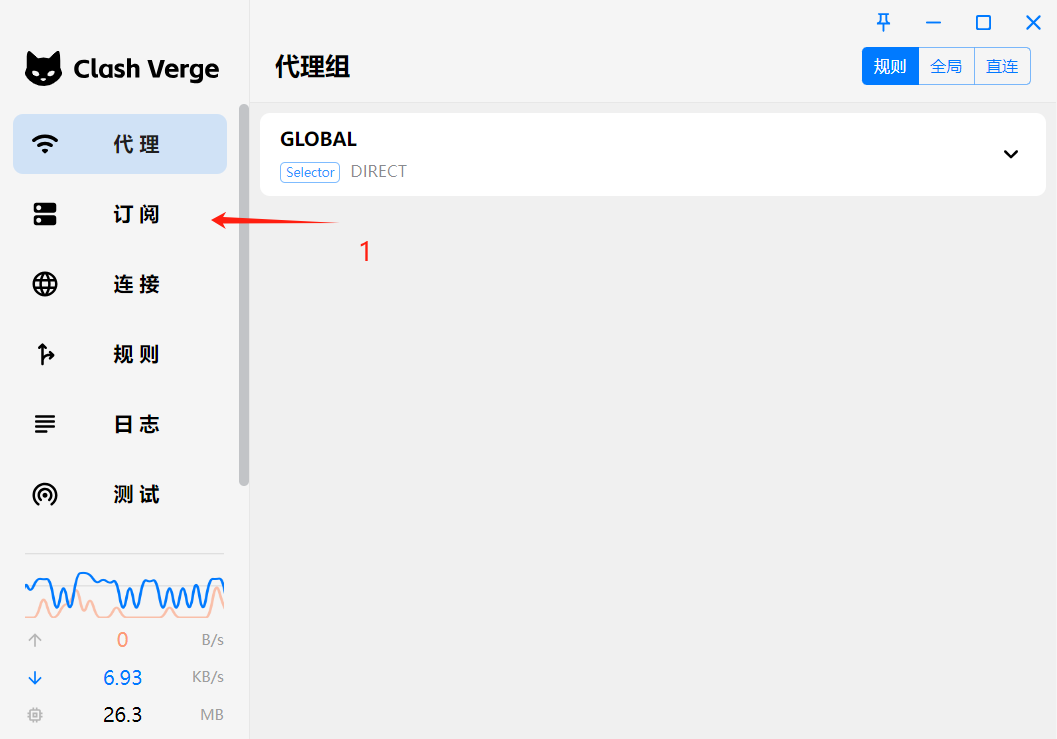 Clash Verge
代理
订阅
连接
规则
日志
测试
0 B/s
6.93 KB/s
26.3 MB
代理组
规则 全局 直连
GLOBAL
Selector DIRECT
1